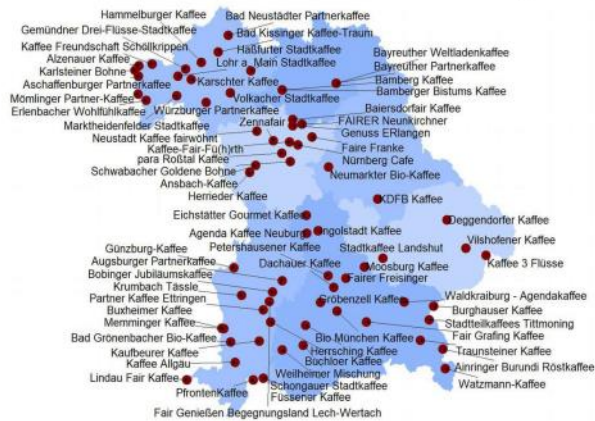 Hammelburger Kaffee
Bad Neustädter Partnerkaffee
Gemündner Drei-Flüsse-Stadtkaffee
Bad Kissinger Kaffee-Traum
Kaffee Freundschaft Schöllkrippen
Haßfurter Stadtkaffee
Alzenauer Kaffee
Lohr a. Main Stadtkaffee
Karlsteiner Bohne
Karschter Kaffee
Aschaffenburger Partnerkaffee
Mömlinger Partner-Kaffee
Volkacher Stadtkaffee
Erlenbacher Wohlfühlkaffee
Würzburger Partnerkaffee
Marktheidenfelder Stadtkaffee
Zennafair
Neustadt Kaffee fairwöhnt
Kaffee-Fair-Fü(h)rth
para Roßtal Kaffee
Schwabacher Goldene Bohne
Ansbach-Kaffee
Herrieder Kaffee
Bayreuther Weltladenkaffee
Bayreuther Partnerkaffee
Bamberg Kaffee
Bamberger Bistums Kaffee
Baiersdorfair Kaffee
FAIRER Neunkirchner
Genuss ERlangen
Faire Franke
Nürnberg Cafe
Neumarkter Bio-Kaffee
KDFB Kaffee
Eichstätter Gourmet Kaffee
Deggendorfer Kaffee
Agenda Kaffee Neuburg
Ingolstadt Kaffee
Vilshofener Kaffee
Petershausener Kaffee
Stadtkaffee Landshut
Kaffee 3 Flüsse
Günzburg-Kaffee
Dachauer Kaffee
Moosburg Kaffee
Augsburger Partnerkaffee
Fairer Freisinger
Bobinger Jubiläumskaffee
Krumbach Tässle
Gröbenzell Kaffee
Waldkraiburg - Agendakaffee
Partner Kaffee Ettringen
Burghauser Kaffee
Buxheimer Kaffee
Stadtteilkaffees Tittmoning
Memminger Kaffee
Bio München Kaffee
Fair Grafing Kaffee
Bad Grönenbacher Bio-Kaffee
Herrsching Kaffee
Traunsteiner Kaffee
Kaufbeurer Kaffee
Buchloer Kaffee
Kaffee Allgäu
Ainringer Burundi Röstkaffee
Weilheimer Mischung
Watzmann-Kaffee
Lindau Fair Kaffee
PfrontenKaffee
Schongauer Stadtkaffee
Füssener Kaffee
Fair Genießen Begegnungsland Lech-Wertach